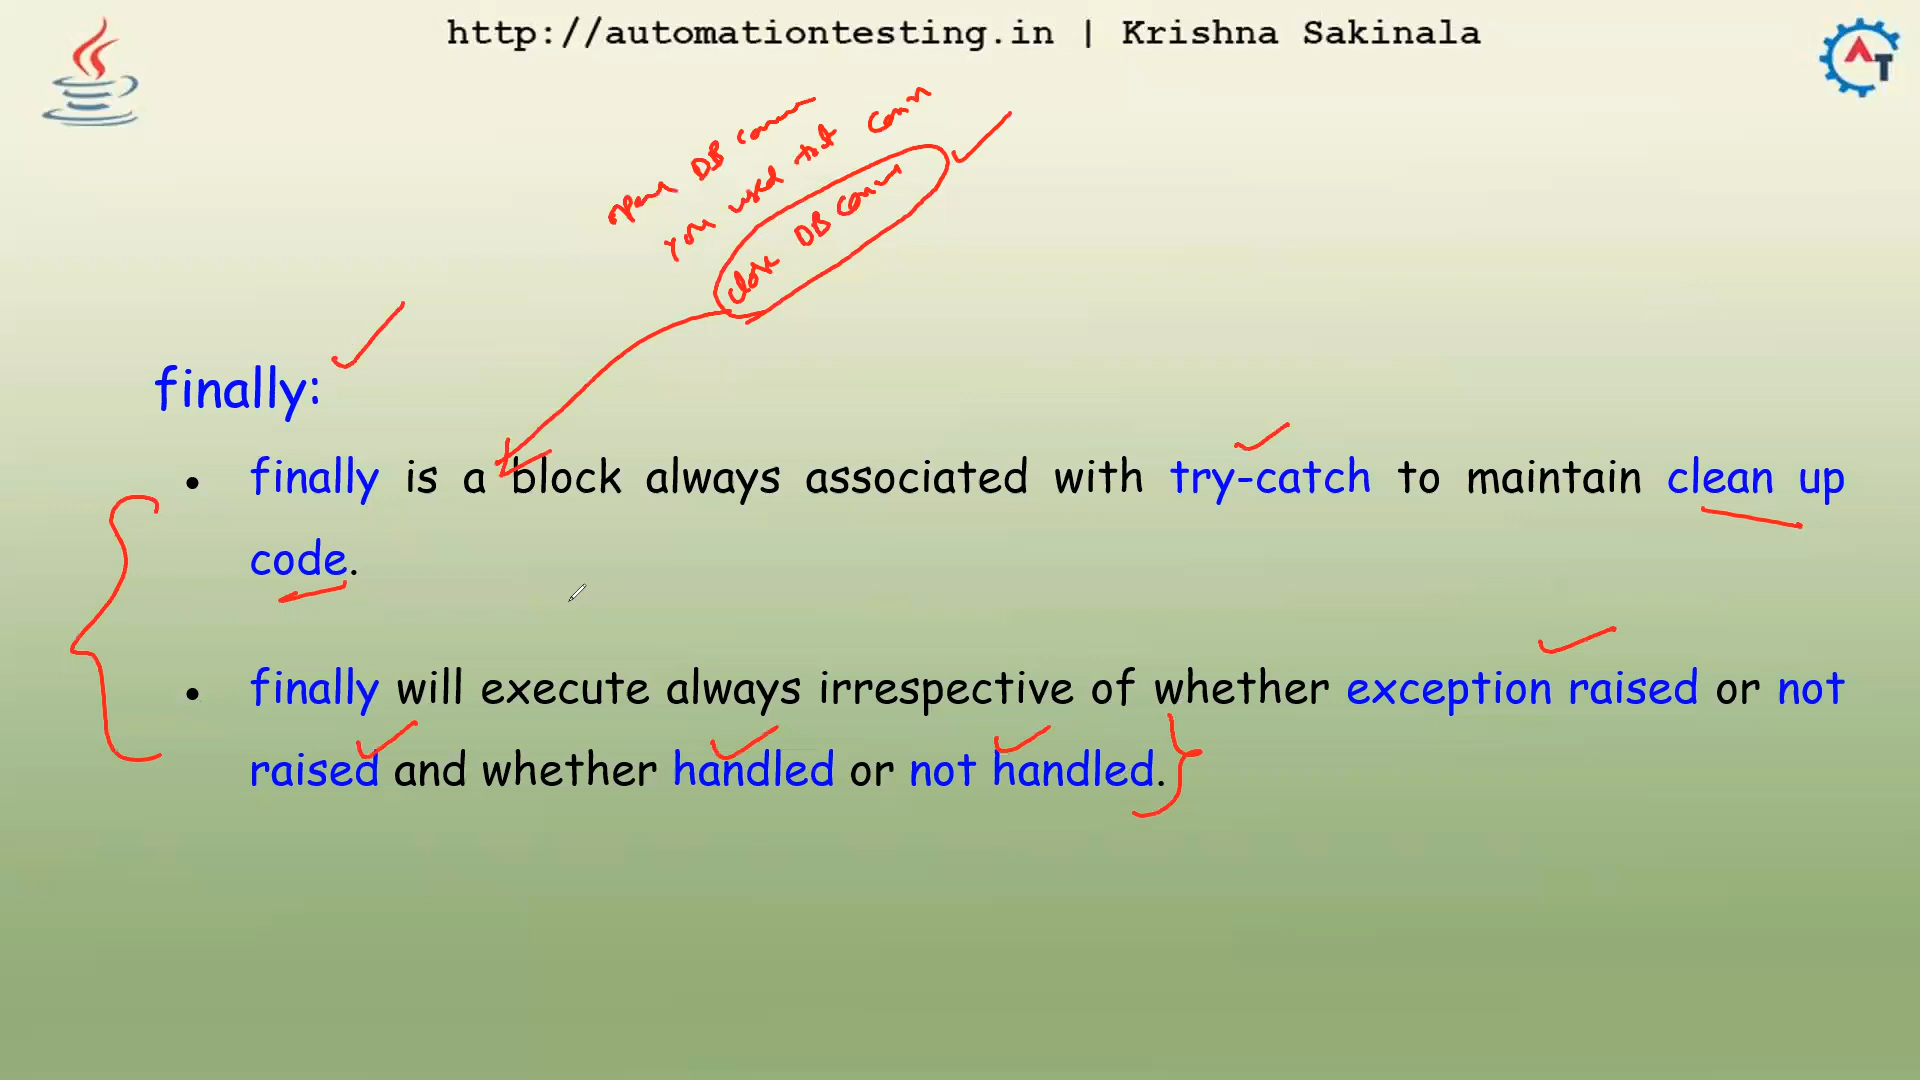 http://automationtesting.in | Krishna Sakinala
AT
open DB conn
you used that conn
close DB conn
finally:
• finally is a block always associated with try-catch to maintain clean up
code.
• finally will execute always irrespective of whether exception raised or not
raised and whether handled or not handled.